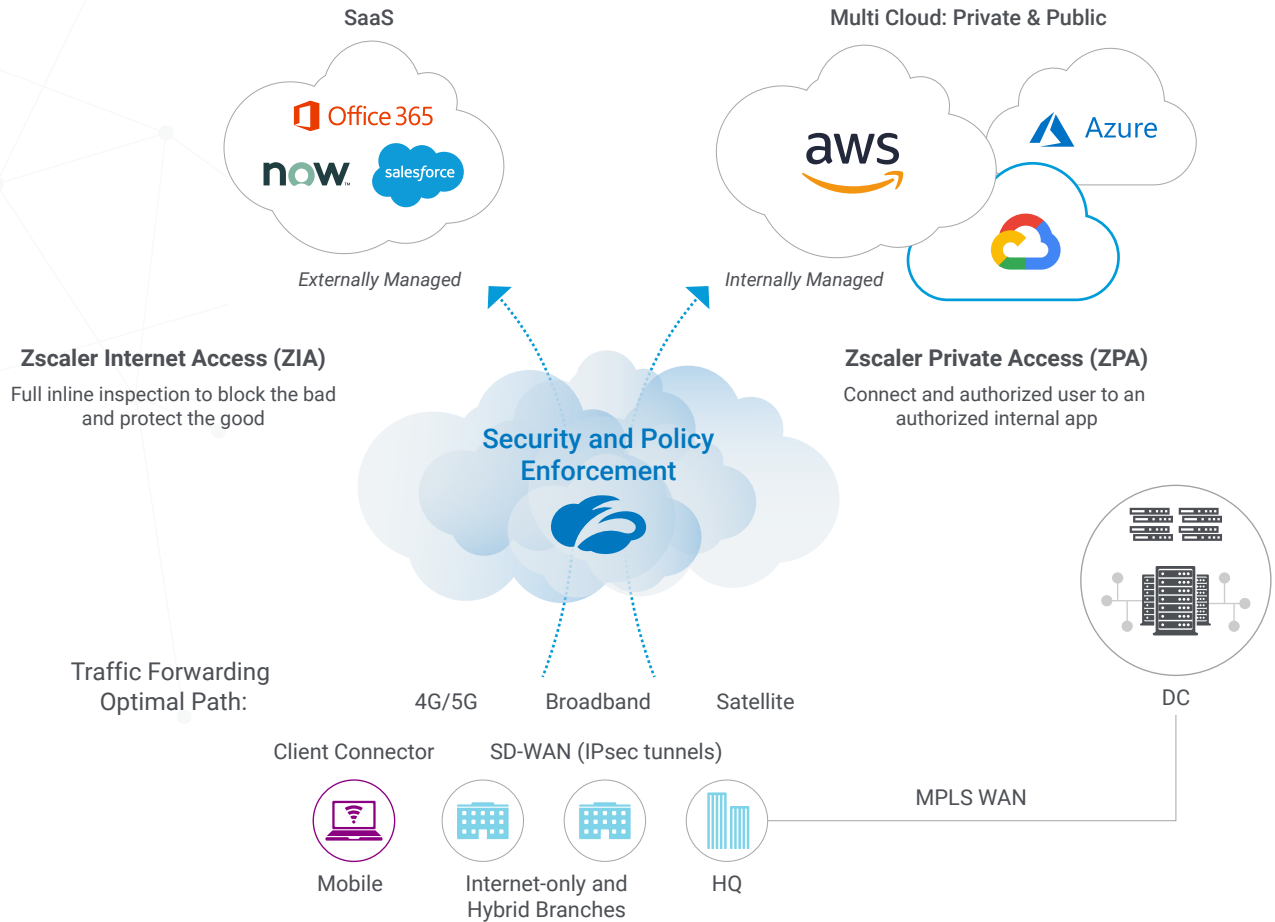 SaaS
Multi Cloud: Private & Public
Office 365
now™
salesforce
aws
Azure
Externally Managed
Internally Managed
Zscaler Internet Access (ZIA)
Full inline inspection to block the bad
and protect the good
Zscaler Private Access (ZPA)
Connect and authorized user to an
authorized internal app
Security and Policy
Enforcement
Traffic Forwarding
Optimal Path:
4G/5G
Broadband
Satellite
DC
Client Connector
SD-WAN (IPsec tunnels)
MPLS WAN
Mobile
Internet-only and
Hybrid Branches
HQ